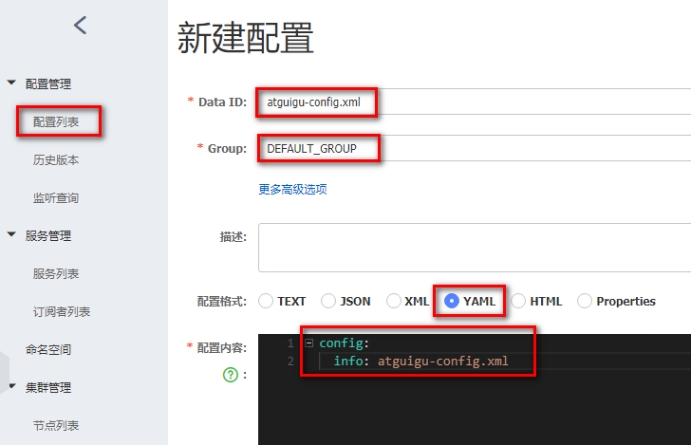 新建配置
配置管理
配置列表
历史版本
监听查询
服务管理
服务列表
订阅者列表
命名空间
集群管理
节点列表
* Data ID: atguigu-config.xml
* Group: DEFAULT_GROUP
更多高级选项
描述:
配置格式: TEXT JSON XML YAML HTML Properties
* 配置内容:
? :
1 config:
2 info: atguigu-config.xml